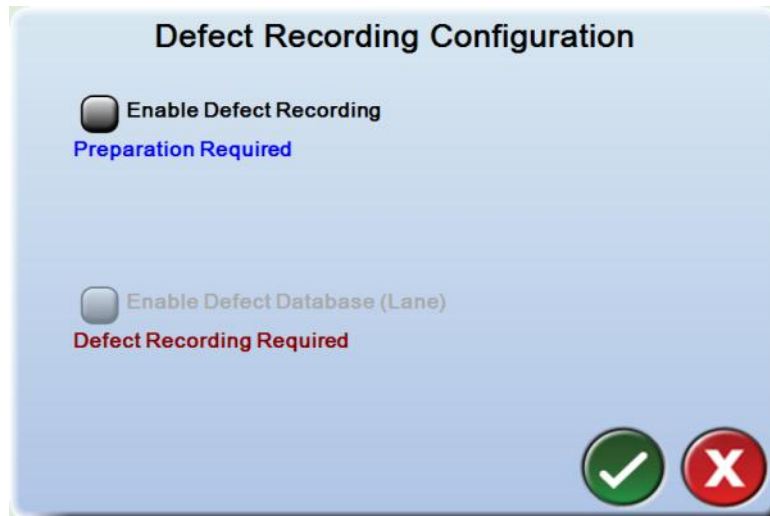 Defect Recording Configuration
Enable Defect Recording
Preparation Required
Enable Defect Database (Lane)
Defect Recording Required